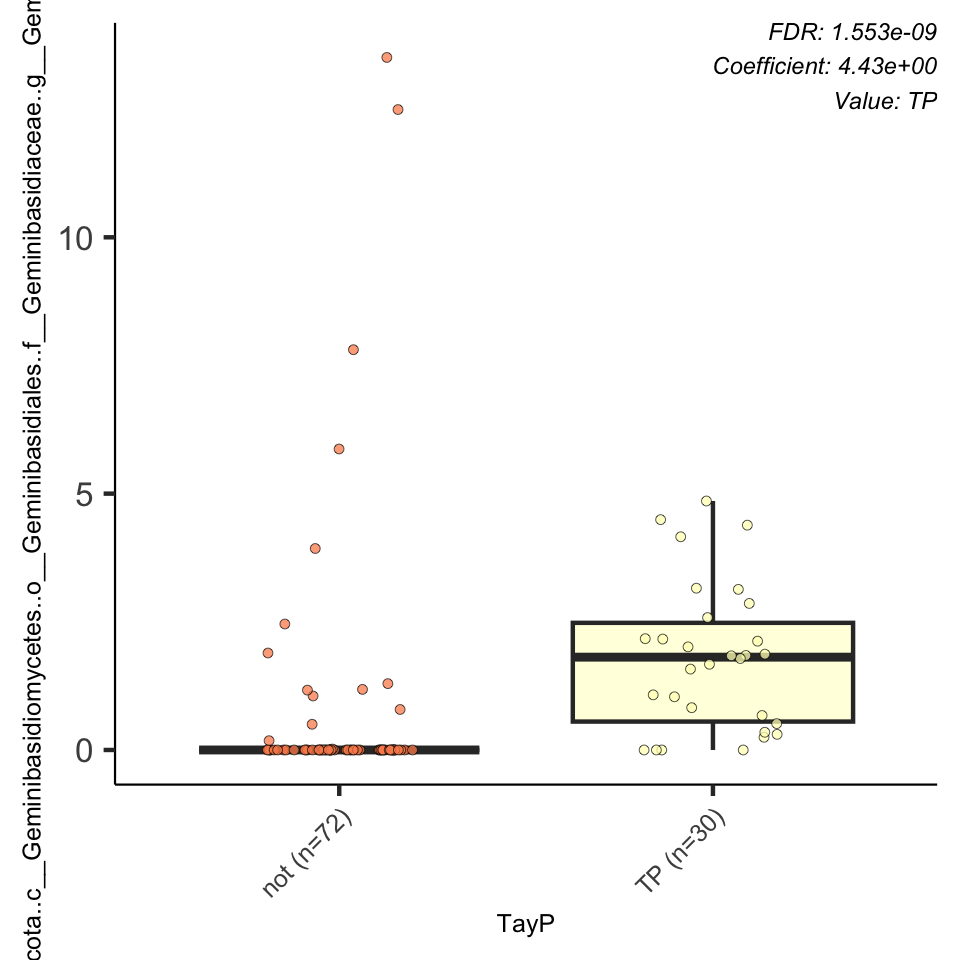 FDR: 1.553e-09
Coefficient: 4.43e+00
Value: TP
cota..c__Geminibasidiomycetes..o__Geminibasidiales..f__Geminibasidiaceae..g__Gem
10
5
0
not (n=72)
TP (n=30)
TayP